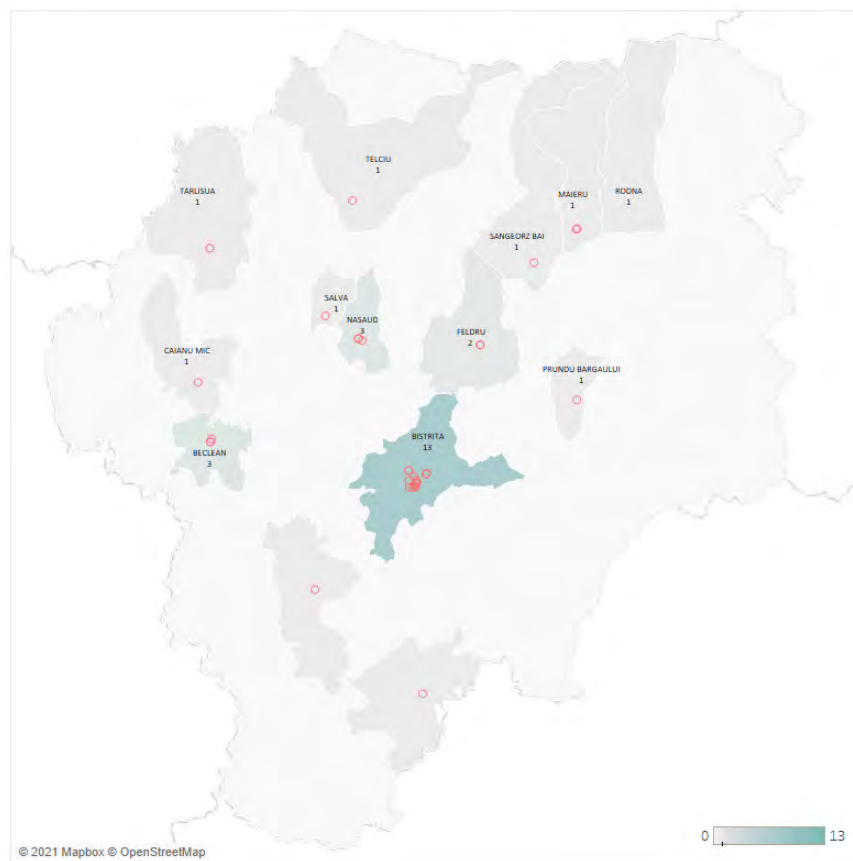 TELCIU
1
TARLISUA
1
MAIERU
1
RODNA
1
SANGEORZ BAI
1
SALVA
1
NASAUD
3
FELDRU
2
CAIANU MIC
1
PRUNDU BARGAULUI
1
BISTRITA
13
BECLEAN
3
0
13
© 2021 Mapbox © OpenStreetMap